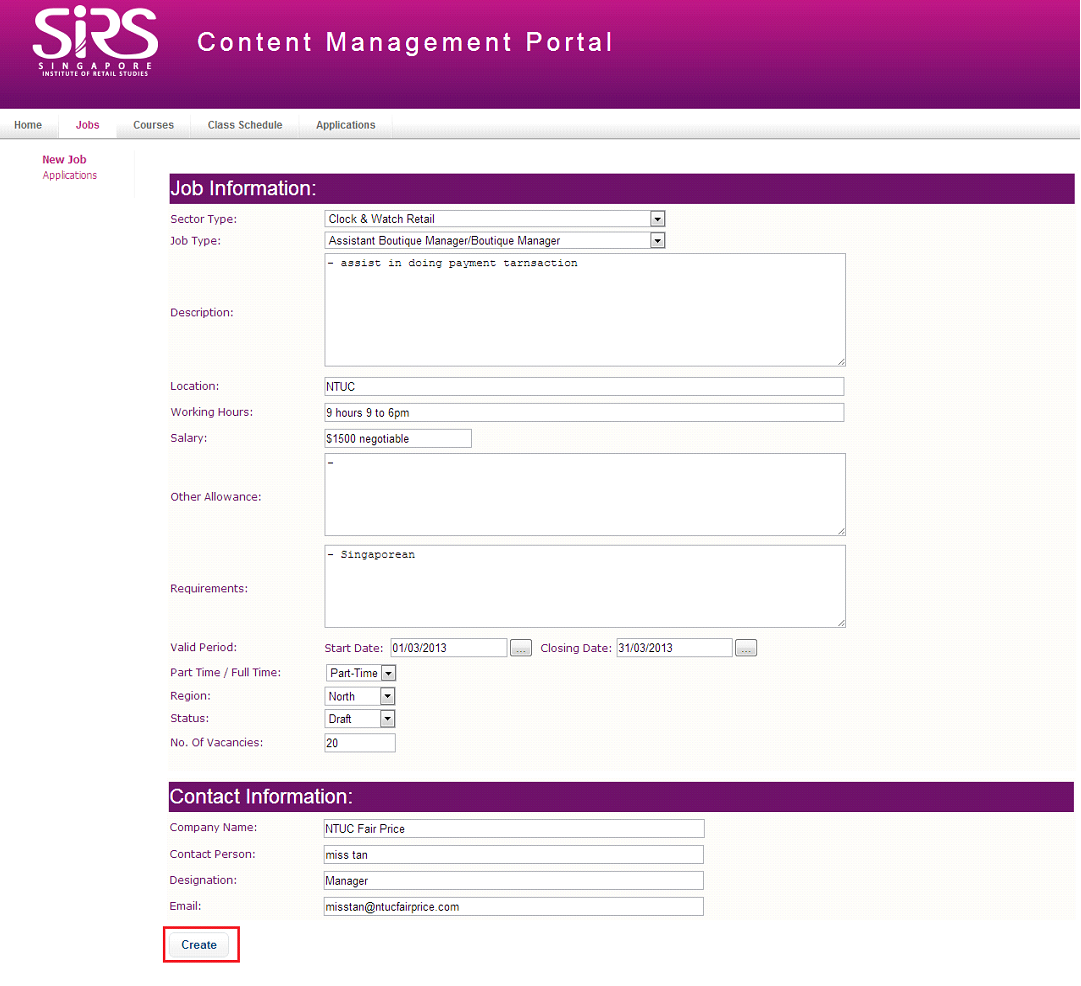 SiRS
SINGAPORE
INSTITUTE OF RETAIL STUDIES
Content Management Portal
Home Jobs Courses Class Schedule Applications
New Job
Applications
Job Information:
Sector Type: Clock & Watch Retail
Job Type: Assistant Boutique Manager/Boutique Manager
Description: - assist in doing payment tarnsaction
Location: NTUC
Working Hours: 9 hours 9 to 6pm
Salary: $1500 negotiable
Other Allowance: -
Requirements: - Singaporean
Valid Period: Start Date: 01/03/2013 ... Closing Date: 31/03/2013 ...
Part Time / Full Time: Part-Time
Region: North
Status: Draft
No. Of Vacancies: 20
Contact Information:
Company Name: NTUC Fair Price
Contact Person: miss tan
Designation: Manager
Email: misstan@ntucfairprice.com
Create